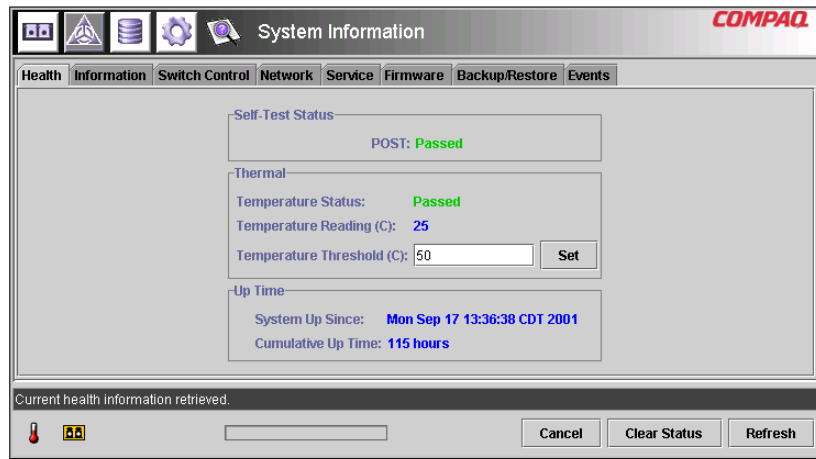 System Information
COMPAQ
Health Information Switch Control Network Service Firmware Backup/Restore Events
Self-Test Status
POST: Passed
Thermal
Temperature Status: Passed
Temperature Reading (C): 25
Temperature Threshold (C): 50 Set
Up Time
System Up Since: Mon Sep 17 13:36:38 CDT 2001
Cumulative Up Time: 115 hours
Current health information retrieved.
Cancel Clear Status Refresh